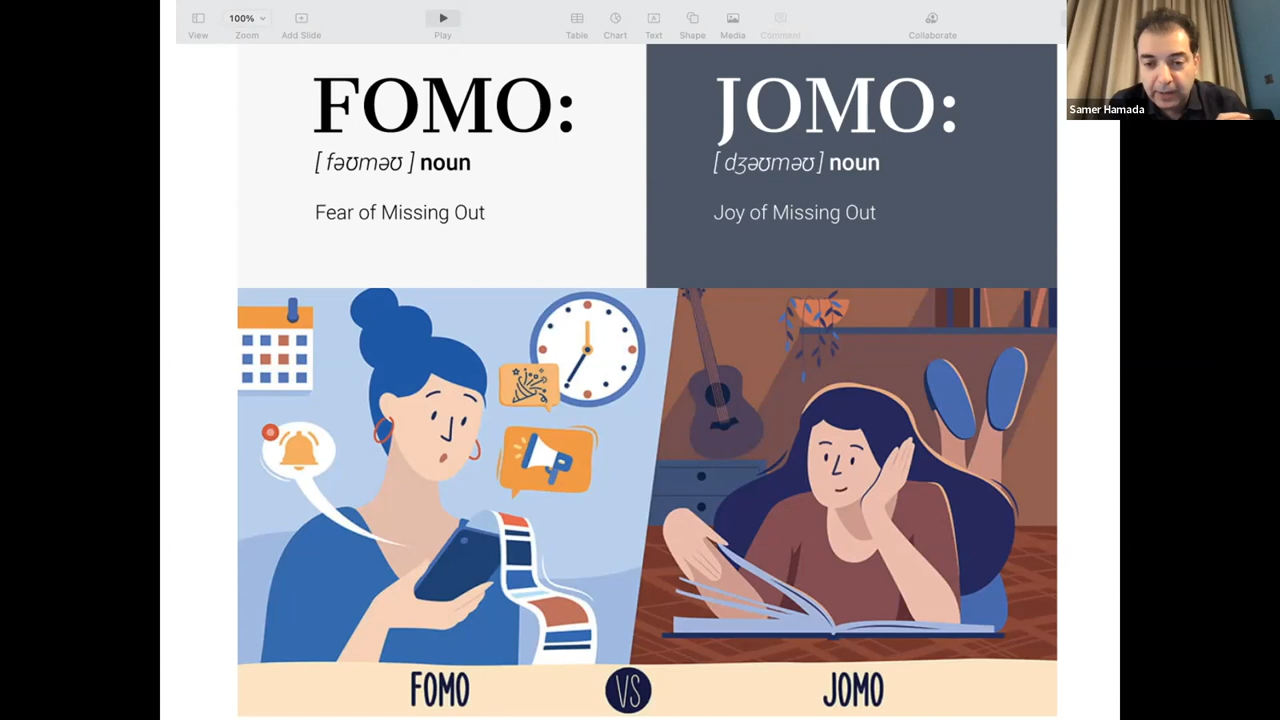 100%
View
Zoom
Add Slide
Play
Table
Chart
Text
Shape
Media
Comment
Collaborate
Samer Hamada
FOMO:
[ fəʊməʊ ] noun
Fear of Missing Out
JOMO:
[ dʒəʊməʊ ] noun
Joy of Missing Out
FOMO
VS
JOMO